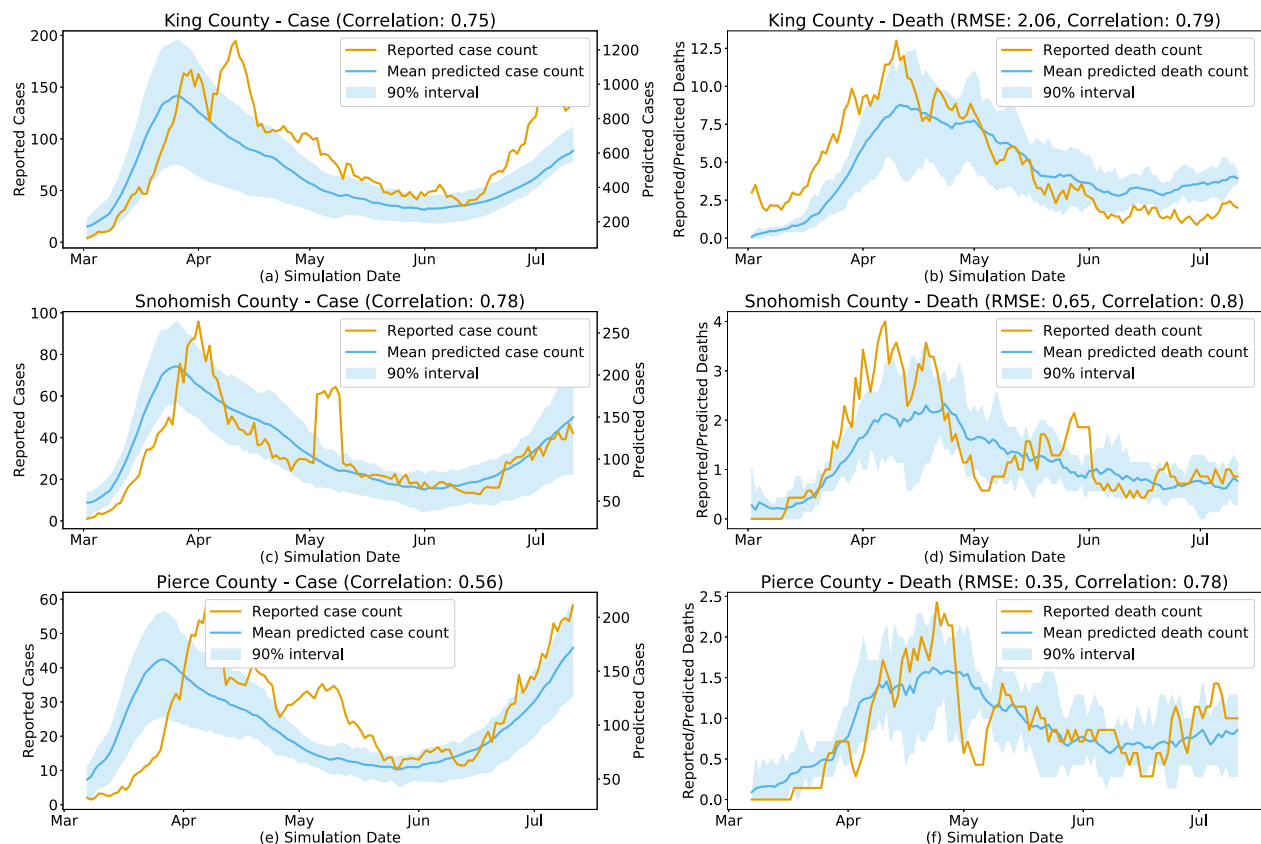 King County - Case (Correlation: 0.75)
200
150
100
50
0
Reported Cases
1200
1000
800
600
400
200
Predicted Cases
Reported case count
Mean predicted case count
90% interval
Mar Apr May Jun Jul
(a) Simulation Date
King County - Death (RMSE: 2.06, Correlation: 0.79)
12.5
10.0
7.5
5.0
2.5
0.0
Reported/Predicted Deaths
Reported death count
Mean predicted death count
90% interval
Mar Apr May Jun Jul
(b) Simulation Date
Snohomish County - Case (Correlation: 0.78)
100
80
60
40
20
0
Reported Cases
250
200
150
100
50
Predicted Cases
Reported case count
Mean predicted case count
90% interval
Mar Apr May Jun Jul
(c) Simulation Date
Snohomish County - Death (RMSE: 0.65, Correlation: 0.8)
4
3
2
1
0
Reported/Predicted Deaths
Reported death count
Mean predicted death count
90% interval
Mar Apr May Jun Jul
(d) Simulation Date
Pierce County - Case (Correlation: 0.56)
60
50
40
30
20
10
0
Reported Cases
200
150
100
50
Predicted Cases
Reported case count
Mean predicted case count
90% interval
Mar Apr May Jun Jul
(e) Simulation Date
Pierce County - Death (RMSE: 0.35, Correlation: 0.78)
2.5
2.0
1.5
1.0
0.5
0.0
Reported/Predicted Deaths
Reported death count
Mean predicted death count
90% interval
Mar Apr May Jun Jul
(f) Simulation Date